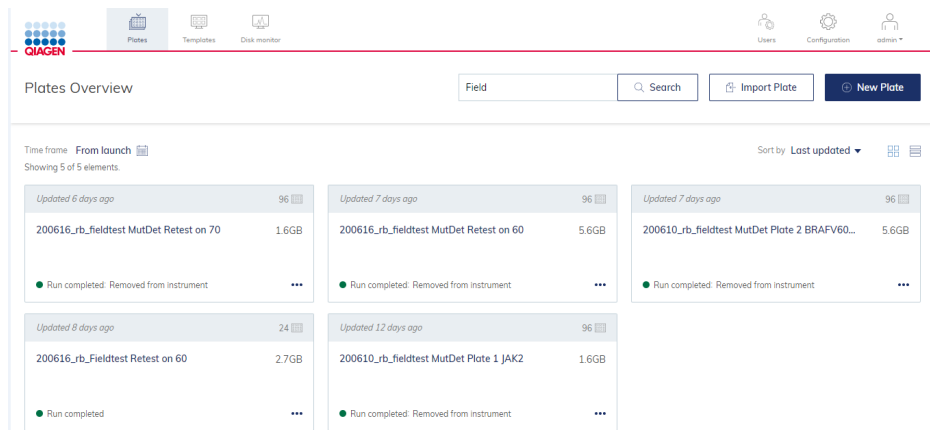 QIAGEN
Plates Templates Disk monitor Users Configuration admin
Plates Overview Field Search Import Plate New Plate
Time frame From launch Sort by Last updated
Showing 5 of 5 elements.
Updated 6 days ago 96 Updated 7 days ago 96 Updated 7 days ago 96
200616_rb_fieldtest MutDet Retest on 70 1.6GB 200616_rb_fieldtest MutDet Retest on 60 5.6GB 200610_rb_fieldtest MutDet Plate 2 BRAFV60... 5.6GB
Run completed: Removed from instrument ••• Run completed: Removed from instrument ••• Run completed: Removed from instrument •••
Updated 8 days ago 24 Updated 12 days ago 96
200616_rb_Fieldtest Retest on 60 2.7GB 200610_rb_fieldtest MutDet Plate 1 JAK2 1.6GB
Run completed ••• Run completed: Removed from instrument •••